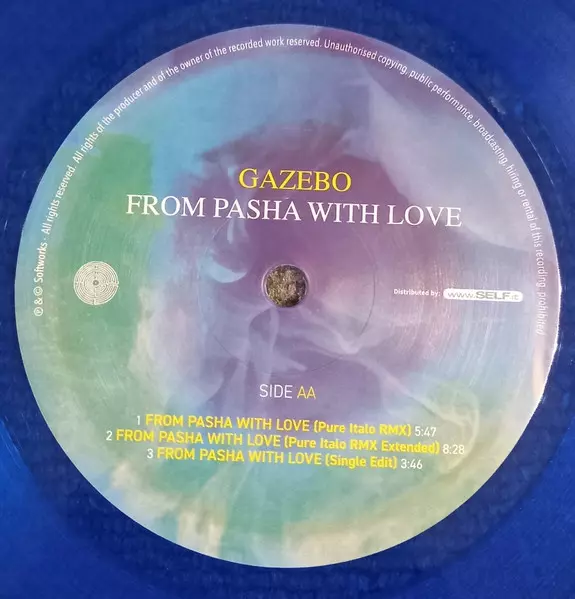 ℗ & © Softworks - All rights reserved. All rights of the producer and of the owner of the recorded work reserved. Unauthorised copying, public performance, broadcasting, hiring or rental of this recording prohibited
GAZEBO
FROM PASHA WITH LOVE
Distributed by: www.SELF.it
SIDE AA
1 FROM PASHA WITH LOVE (Pure Italo RMX) 5:47
2 FROM PASHA WITH LOVE (Pure Italo RMX Extended) 8:28
3 FROM PASHA WITH LOVE (Single Edit) 3:46